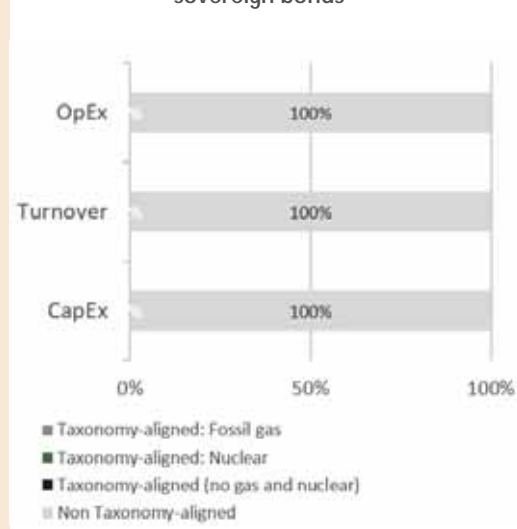 sovereign bonds
OpEx
100%
Turnover
100%
CapEx
100%
0% 50% 100%
Taxonomy-aligned: Fossil gas
Taxonomy-aligned: Nuclear
Taxonomy-aligned (no gas and nuclear)
Non Taxonomy-aligned